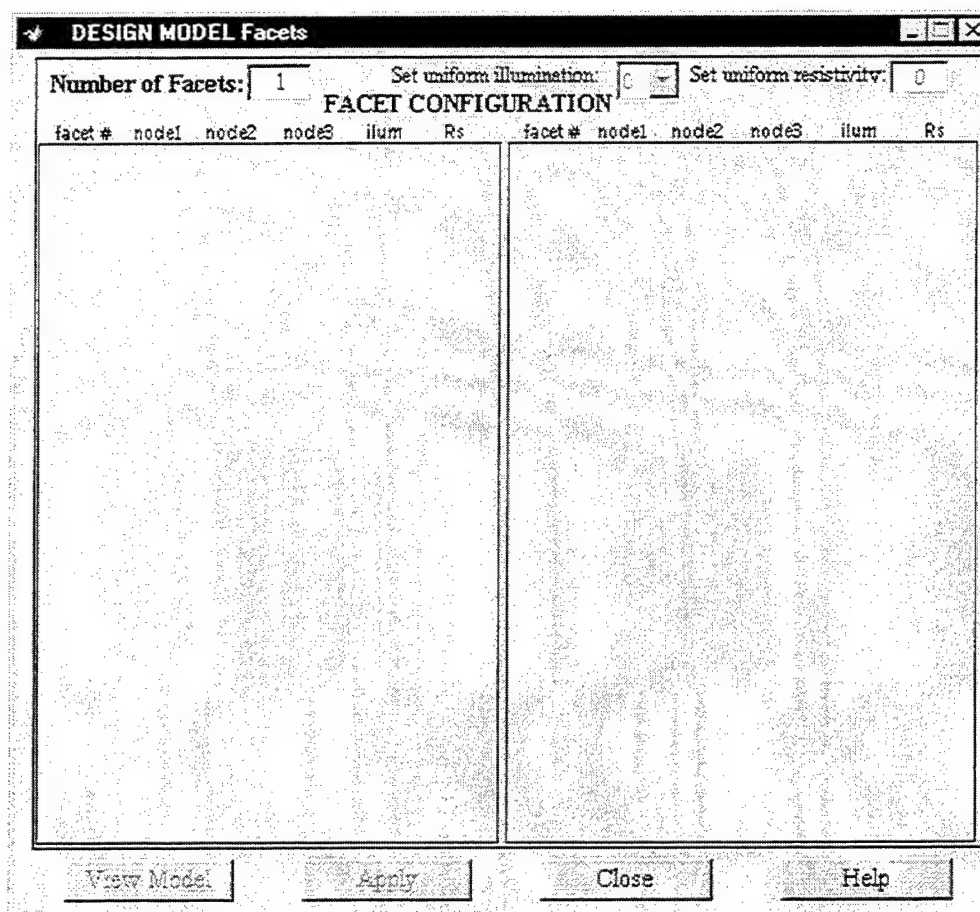 DESIGN MODEL Facets
Number of Facets: 1 Set uniform illumination: 0 Set uniform resistivity: 0
FACET CONFIGURATION
facet # node1 node2 node3 ilum Rs facet # node1 node2 node3 ilum Rs
View Model Apply Close Help